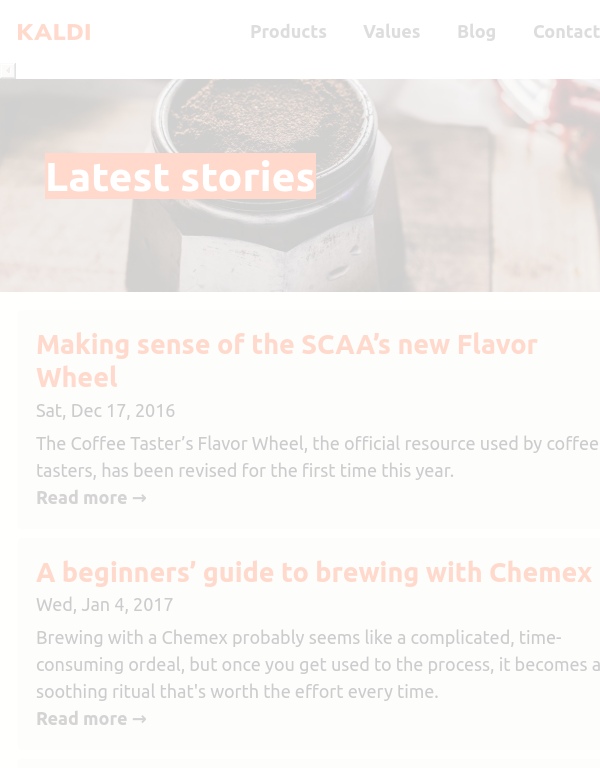 KALDI
Products Values Blog Contact
Latest stories
Making sense of the SCAA’s new Flavor
Wheel
Sat, Dec 17, 2016
The Coffee Taster’s Flavor Wheel, the official resource used by coffee
tasters, has been revised for the first time this year.
Read more →
A beginners’ guide to brewing with Chemex
Wed, Jan 4, 2017
Brewing with a Chemex probably seems like a complicated, time-
consuming ordeal, but once you get used to the process, it becomes a
soothing ritual that's worth the effort every time.
Read more →